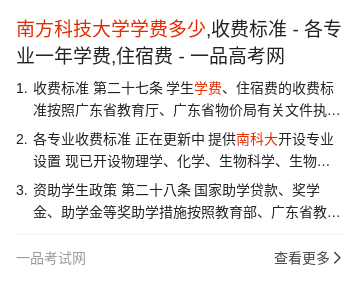 南方科技大学学费多少,收费标准 - 各专
业一年学费,住宿费 - 一品高考网
1. 收费标准 第二十七条 学生学费、住宿费的收费标
准按照广东省教育厅、广东省物价局有关文件执…
2. 各专业收费标准 正在更新中 提供南科大开设专业
设置 现已开设物理学、化学、生物科学、生物…
3. 资助学生政策 第二十八条 国家助学贷款、奖学
金、助学金等奖助学措施按照教育部、广东省教…
一品考试网
查看更多